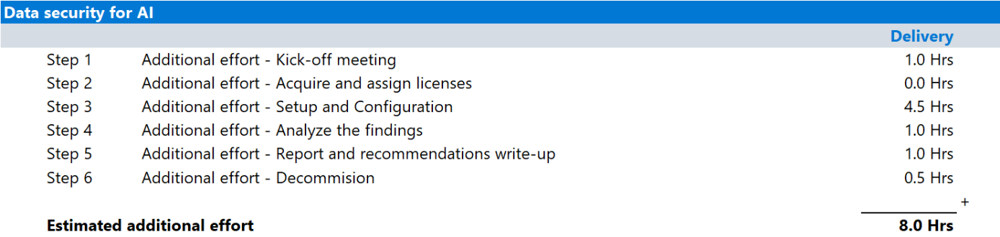 Data security for AI
Delivery
Step 1 Additional effort - Kick-off meeting 1.0 Hrs
Step 2 Additional effort - Acquire and assign licenses 0.0 Hrs
Step 3 Additional effort - Setup and Configuration 4.5 Hrs
Step 4 Additional effort - Analyze the findings 1.0 Hrs
Step 5 Additional effort - Report and recommendations write-up 1.0 Hrs
Step 6 Additional effort - Decommision 0.5 Hrs
+
Estimated additional effort 8.0 Hrs